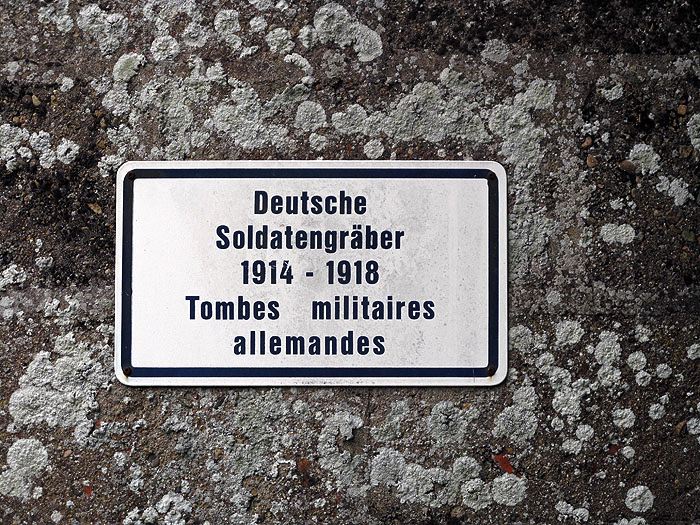 Deutsche
Soldatengräber
1914 - 1918
Tombes militaires
allemandes